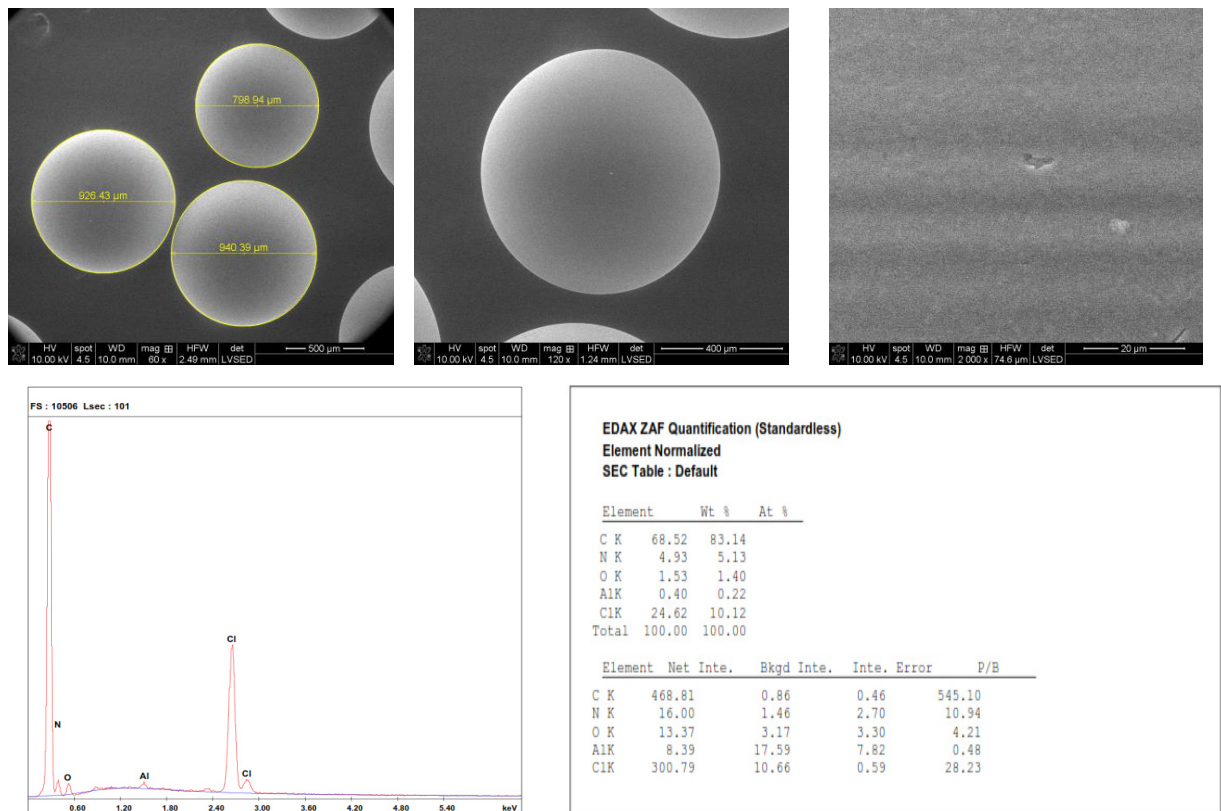 798.94 µm
926.43 µm
940.39 µm
HV spot WD mag HFW det
10.00 kV 4.5 10.0 mm 60 x 2.49 mm LVSED
500 µm
HV spot WD mag HFW det
10.00 kV 4.5 10.0 mm 120 x 1.24 mm LVSED
400 µm
HV spot WD mag HFW det
10.00 kV 4.5 10.0 mm 2 000 x 74.6 µm LVSED
20 µm
FS : 10506 Lsec : 101
C
N
O
Al
Cl
Cl
0.60 1.20 1.80 2.40 3.00 3.60 4.20 4.80 5.40 keV
EDAX ZAF Quantification (Standardless)
Element Normalized
SEC Table : Default
Element Wt % At %
C K 68.52 83.14
N K 4.93 5.13
O K 1.53 1.40
AlK 0.40 0.22
ClK 24.62 10.12
Total 100.00 100.00
Element Net Inte. Bkgd Inte. Inte. Error P/B
C K 468.81 0.86 0.46 545.10
N K 16.00 1.46 2.70 10.94
O K 13.37 3.17 3.30 4.21
AlK 8.39 17.59 7.82 0.48
ClK 300.79 10.66 0.59 28.23